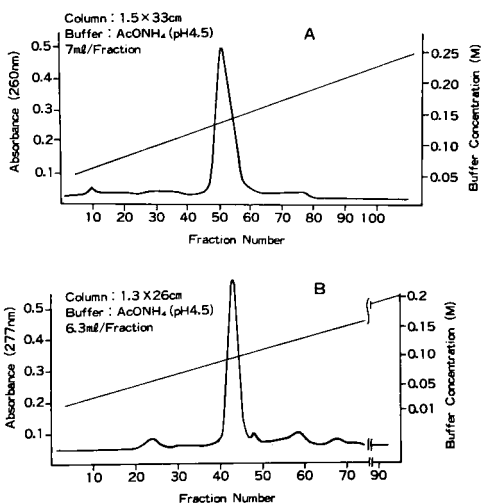 Column : 1.5×33cm
Buffer : AcONH₄ (pH4.5)
7mℓ/Fraction
A
Absorbance (260nm)
0.5
0.4
0.3
0.2
0.1
0.25
0.20
0.15
0.10
0.05
Buffer Concentration (M)
10 20 30 40 50 60 70 80 90 100
Fraction Number
Column : 1.3×26cm
Buffer : AcONH₄ (pH4.5)
6.3mℓ/Fraction
B
Absorbance (277nm)
0.5
0.4
0.3
0.2
0.1
0.2
0.15
0.10
0.05
0.01
Buffer Concentration (M)
10 20 30 40 50 60 70 90
Fraction Number